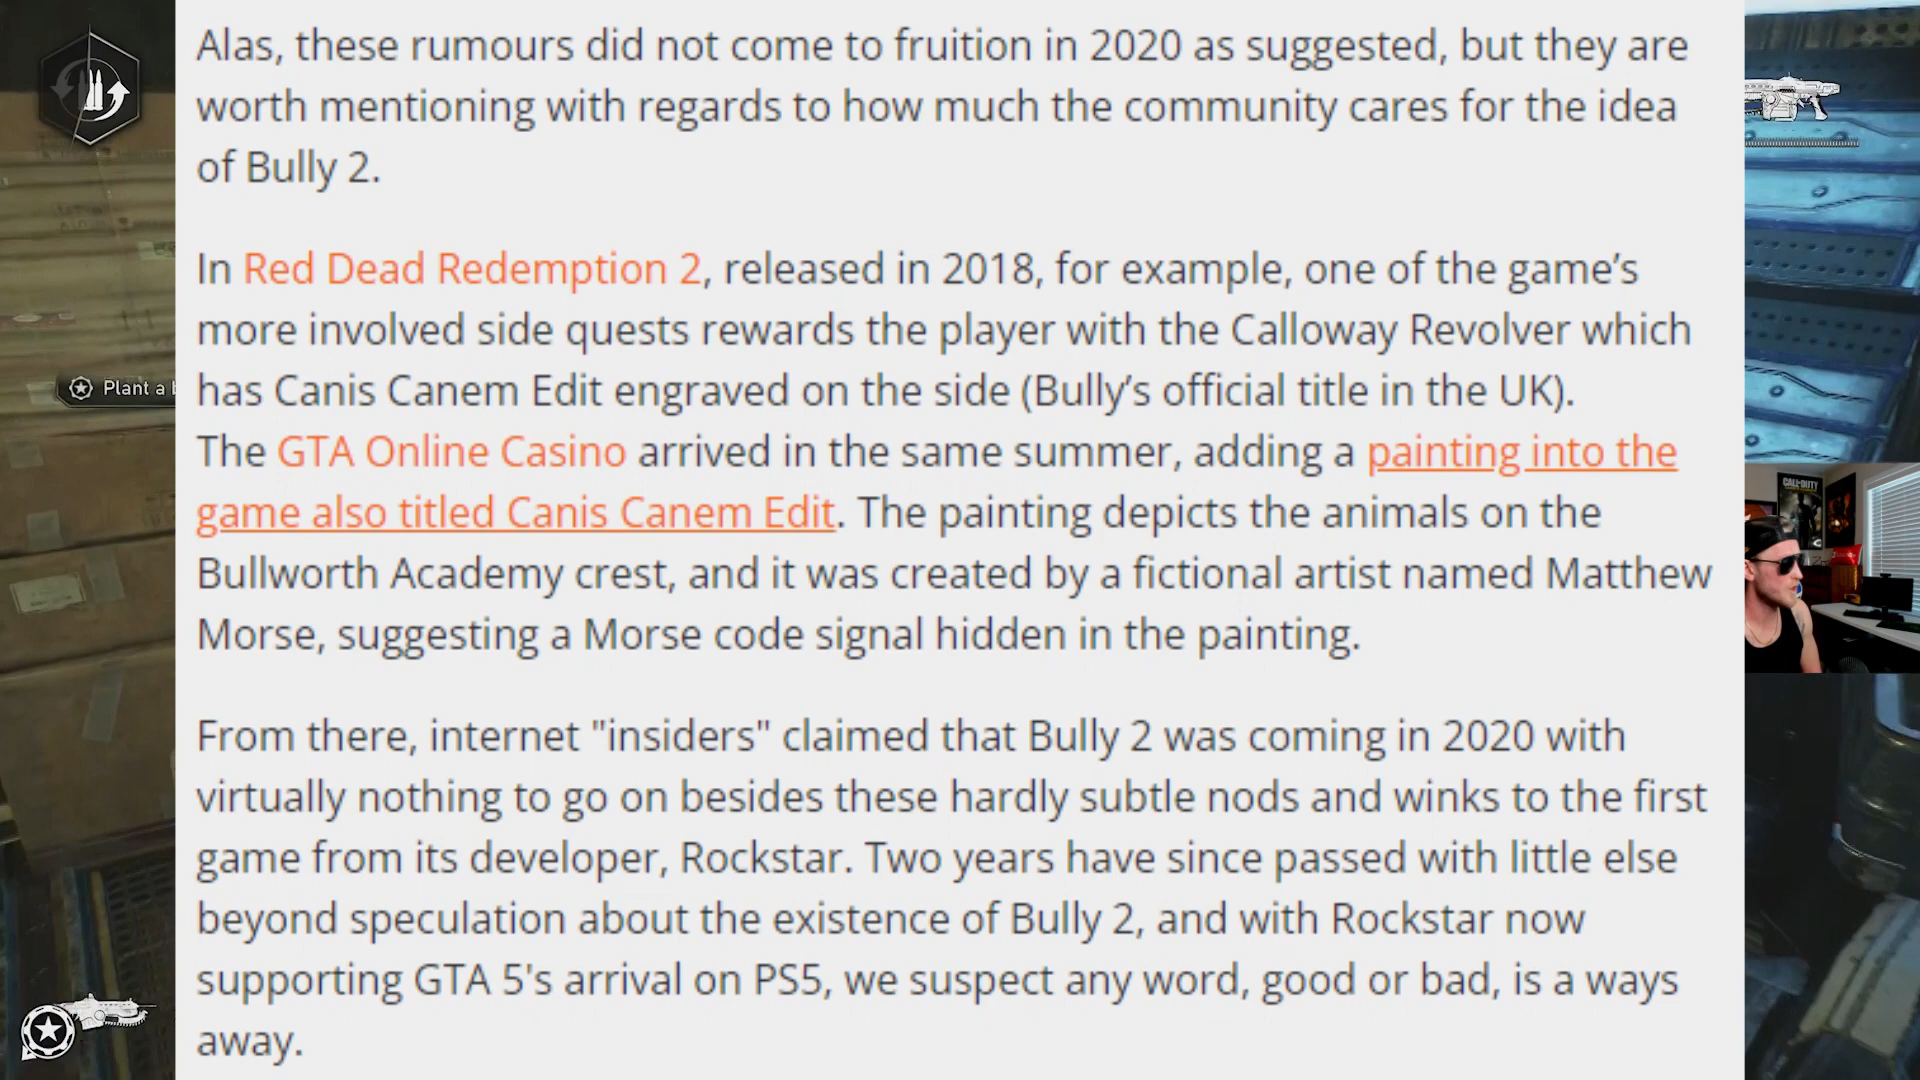 Alas, these rumours did not come to fruition in 2020 as suggested, but they are
worth mentioning with regards to how much the community cares for the idea
of Bully 2.
In Red Dead Redemption 2, released in 2018, for example, one of the game’s
more involved side quests rewards the player with the Calloway Revolver which
has Canis Canem Edit engraved on the side (Bully’s official title in the UK).
The GTA Online Casino arrived in the same summer, adding a painting into the
game also titled Canis Canem Edit. The painting depicts the animals on the
Bullworth Academy crest, and it was created by a fictional artist named Matthew
Morse, suggesting a Morse code signal hidden in the painting.
From there, internet "insiders" claimed that Bully 2 was coming in 2020 with
virtually nothing to go on besides these hardly subtle nods and winks to the first
game from its developer, Rockstar. Two years have since passed with little else
beyond speculation about the existence of Bully 2, and with Rockstar now
supporting GTA 5's arrival on PS5, we suspect any word, good or bad, is a ways
away.
Plant a
CALL OF DUTY